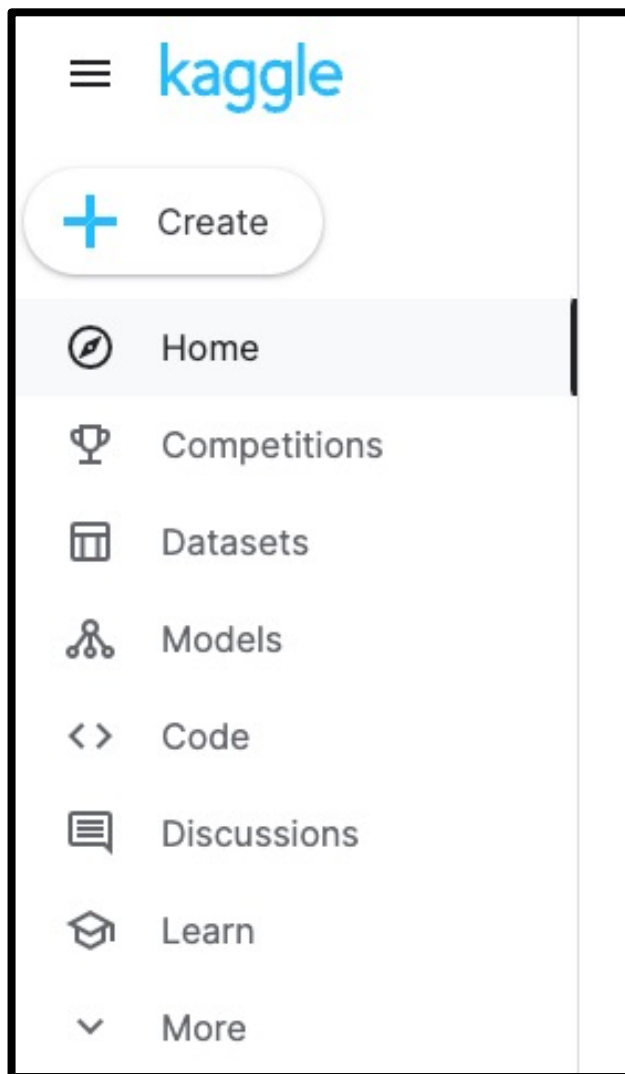 kaggle
Create
Home
Competitions
Datasets
Models
Code
Discussions
Learn
More